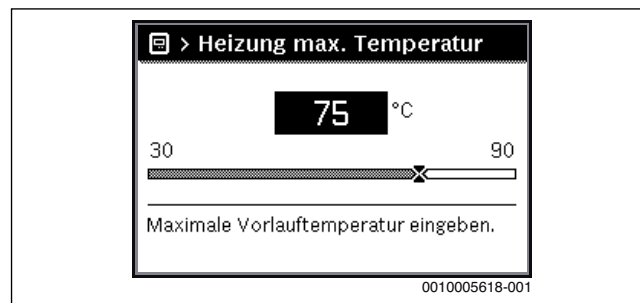 > Heizung max. Temperatur
75 °C
30 90
Maximale Vorlauftemperatur eingeben.
0010005618-001